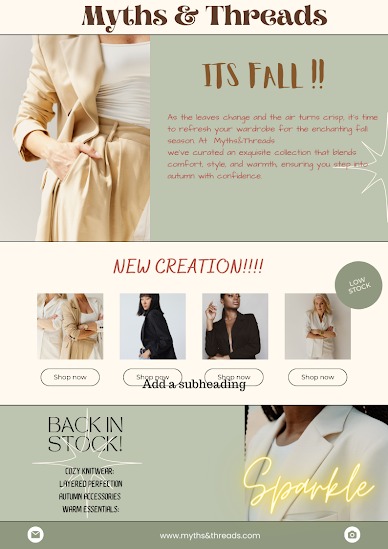 Myths & Threads
ITS FALL !!
As the leaves change and the air turns crisp, it's time
to refresh your wardrobe for the enchanting fall
season. At Myths&Threads
we've curated an exquisite collection that blends
comfort, style, and warmth, ensuring you step into
autumn with confidence.
NEW CREATION!!!!
LOW
STOCK
Shop now
Shop now
Shop now
Shop now
Add a subheading
BACK IN
STOCK!
COZY KNITWEAR:
LAYERED PERFECTION
AUTUMN ACCESSORIES
WARM ESSENTIALS:
Sparkle
www.myths&threads.com